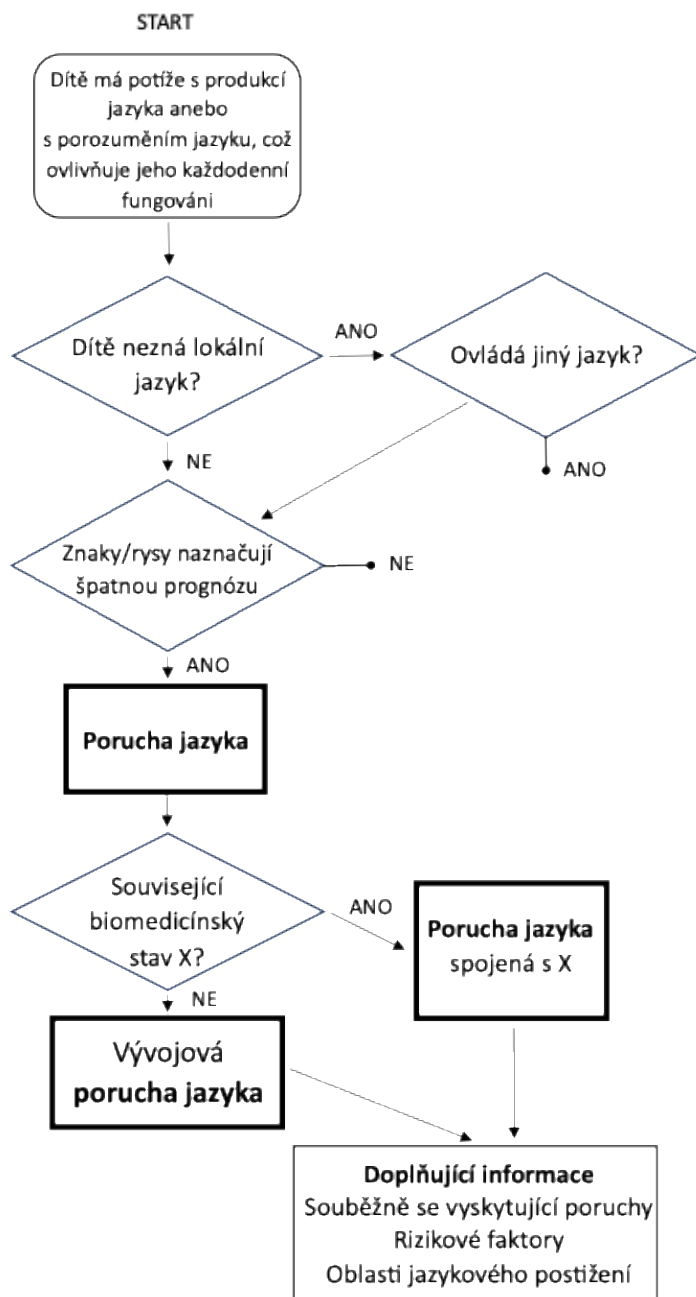 START
Dítě má potíže s produkcí
jazyka anebo
s porozuměním jazyku, což
ovlivňuje jeho každodenní
fungováni
Dítě nezná lokální
jazyk?
ANO
Ovládá jiný jazyk?
NE
ANO
Znaky/rysy naznačují
špatnou prognózu
NE
ANO
Porucha jazyka
Související
biomedicínský
stav X?
ANO
Porucha jazyka
spojená s X
NE
Vývojová
porucha jazyka
Doplňující informace
Souběžně se vyskytující poruchy
Rizikové faktory
Oblasti jazykového postižení